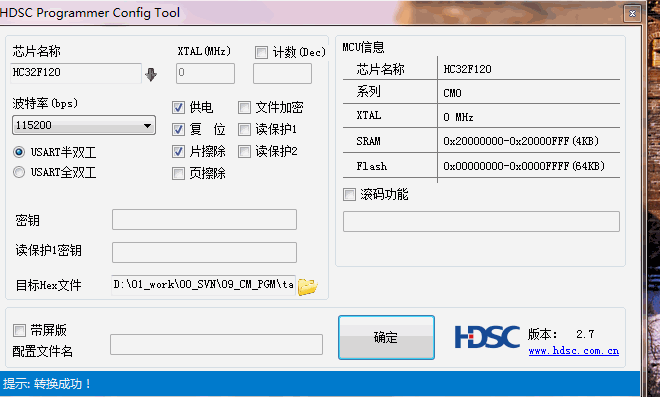 HDSC Programmer Config Tool
芯片名称
XTAL(MHz)
计数(Dec)
HC32F120
0
波特率(bps)
115200
供电
文件加密
复 位
读保护1
USART半双工
片擦除
读保护2
USART全双工
页擦除
密钥
读保护1密钥
目标Hex文件
D:\01_work\00_SVN\09_CM_PGM\ta
MCU信息
芯片名称
HC32F120
系列
CM0
XTAL
0 MHz
SRAM
0x20000000-0x20000FFF(4KB)
Flash
0x00000000-0x0000FFFF(64KB)
滚码功能
带屏版
配置文件名
确定
HDSC
版本: 2.7
www.hdsc.com.cn
提示: 转换成功！